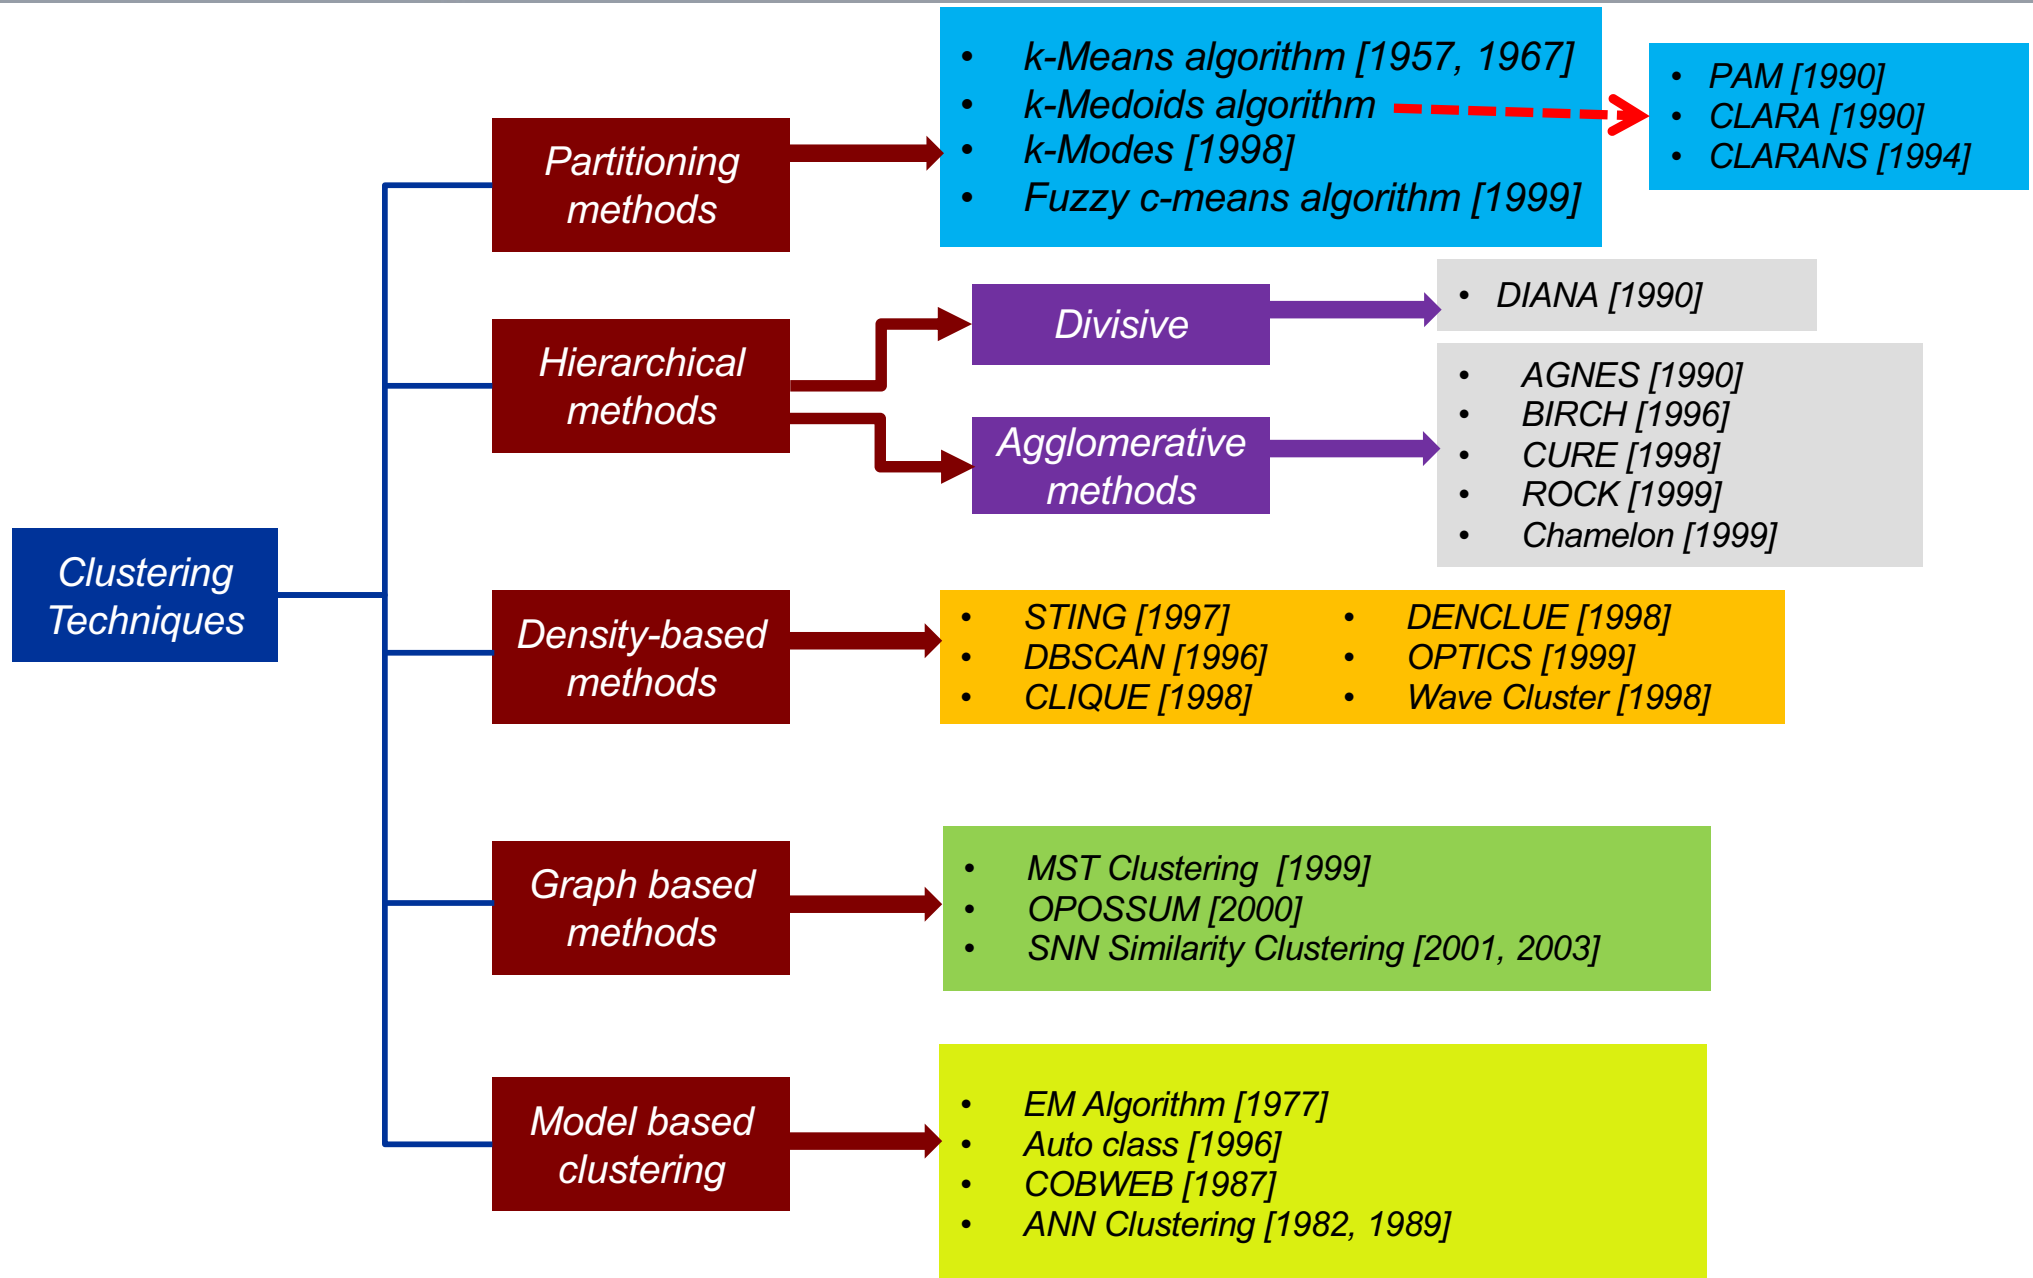 Clustering
Techniques
Partitioning
methods
• k-Means algorithm [1957, 1967]
• k-Medoids algorithm
• k-Modes [1998]
• Fuzzy c-means algorithm [1999]
• PAM [1990]
• CLARA [1990]
• CLARANS [1994]
Hierarchical
methods
Divisive
• DIANA [1990]
Agglomerative
methods
• AGNES [1990]
• BIRCH [1996]
• CURE [1998]
• ROCK [1999]
• Chamelon [1999]
Density-based
methods
• STING [1997]
• DBSCAN [1996]
• CLIQUE [1998]
• DENCLUE [1998]
• OPTICS [1999]
• Wave Cluster [1998]
Graph based
methods
• MST Clustering [1999]
• OPOSSUM [2000]
• SNN Similarity Clustering [2001, 2003]
Model based
clustering
• EM Algorithm [1977]
• Auto class [1996]
• COBWEB [1987]
• ANN Clustering [1982, 1989]